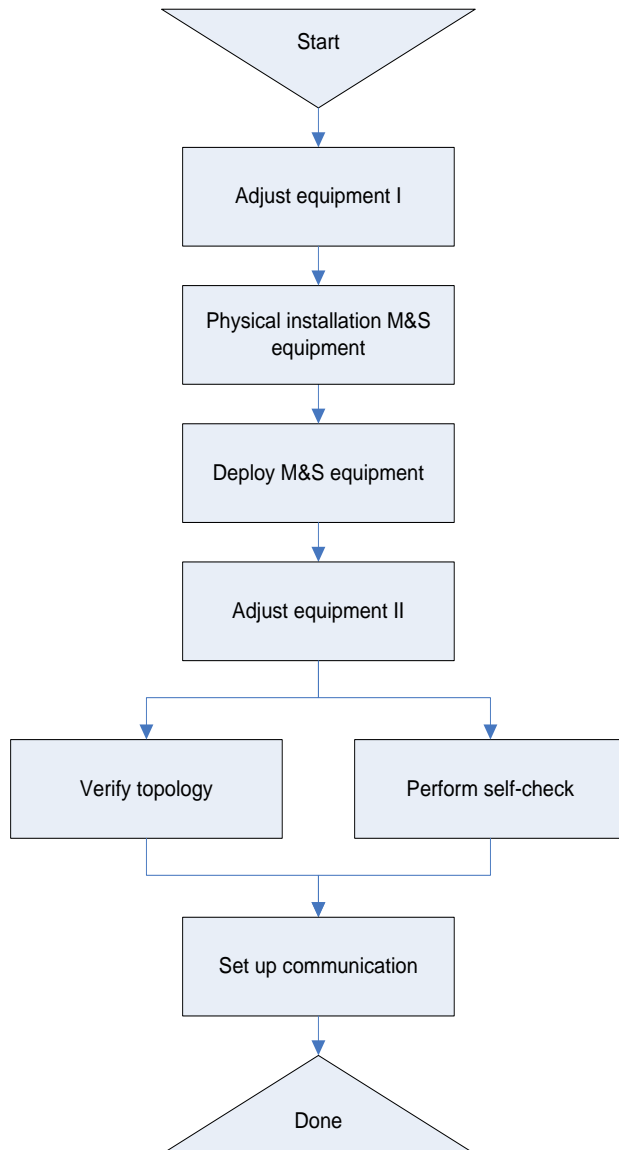 Start
Adjust equipment I
Physical installation M&S
equipment
Deploy M&S equipment
Adjust equipment II
Verify topology
Perform self-check
Set up communication
Done